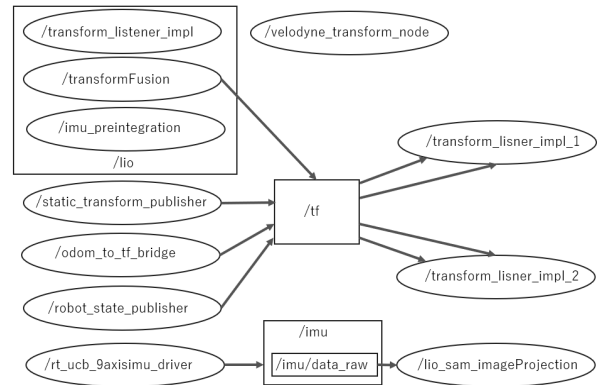 /transform_listener_impl
/velodyne_transform_node
/transformFusion
/imu_preintegration
/lio
/transform_lisner_impl_1
/static_transform_publisher
/tf
/odom_to_tf_bridge
/transform_lisner_impl_2
/robot_state_publisher
/imu
/rt_ucb_9axisimu_driver
/imu/data_raw
/lio_sam_imageProjection